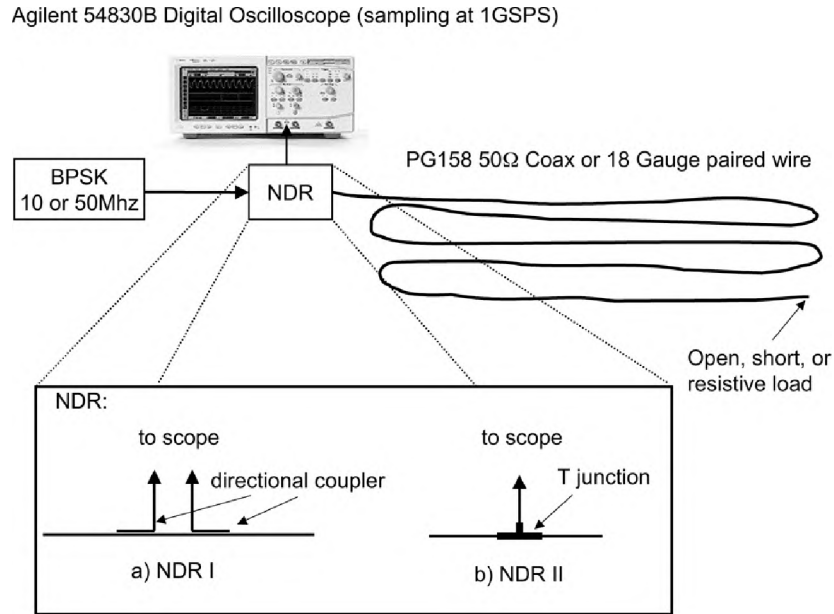 Agilent 54830B Digital Oscilloscope (sampling at 1GSPS)
PG158 50Ω Coax or 18 Gauge paired wire
BPSK
10 or 50Mhz
NDR
Open, short, or
resistive load
NDR:
to scope
directional coupler
a) NDR I
to scope
T junction
b) NDR II